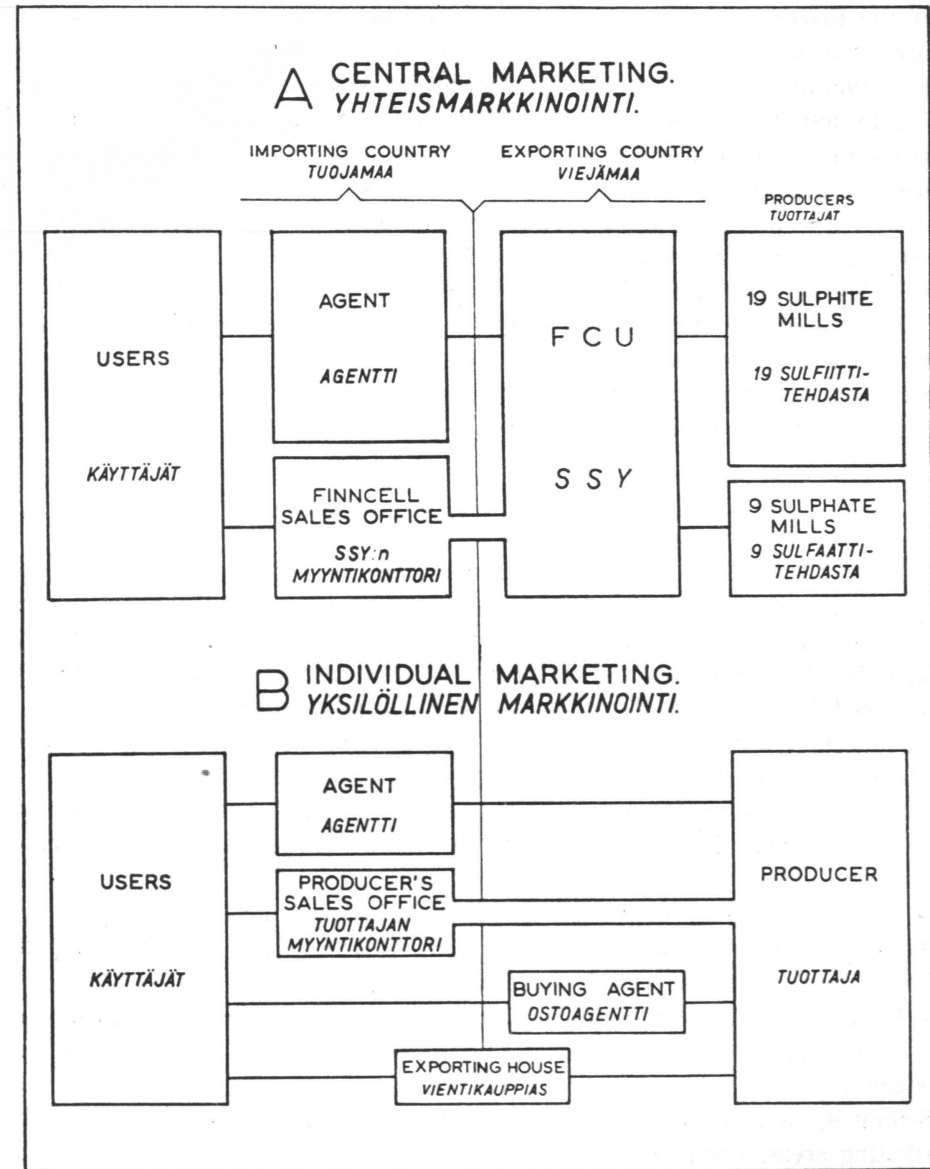 A CENTRAL MARKETING.
YHTEISMARKKINOINTI.
IMPORTING COUNTRY
TUOJAMAA
EXPORTING COUNTRY
VIEJÄMAA
PRODUCERS
TUOTTAJAT
USERS
KÄYTTÄJÄT
AGENT
AGENTTI
FINNCELL
SALES OFFICE
SSY:n
MYYNTIKONTTORI
FCU
SSY
19 SULPHITE
MILLS
19 SULFIITTI-
TEHDASTA
9 SULPHATE
MILLS
9 SULFAATTI-
TEHDASTA
B INDIVIDUAL MARKETING.
YKSILÖLLINEN MARKKINOINTI.
USERS
KÄYTTÄJÄT
AGENT
AGENTTI
PRODUCER'S
SALES OFFICE
TUOTTAJAN
MYYNTIKONTTORI
BUYING AGENT
OSTOAGENTTI
EXPORTING HOUSE
VIENTIKAUPPIAS
PRODUCER
TUOTTAJA